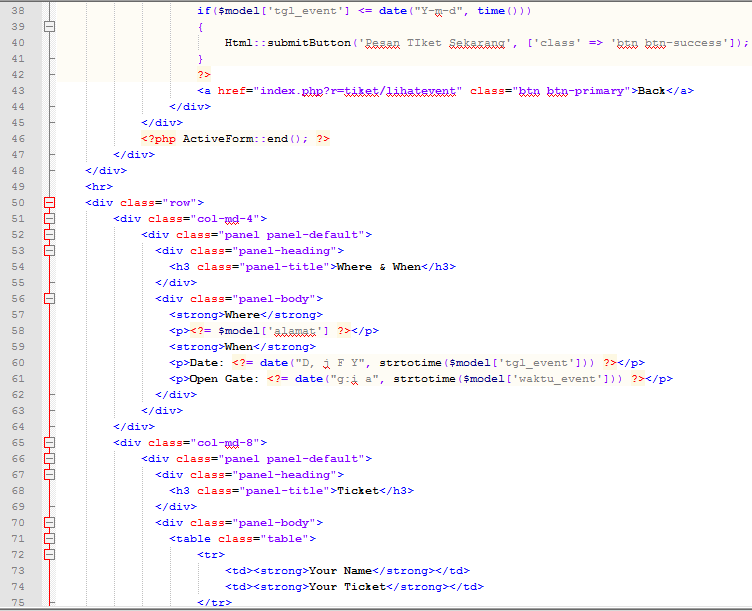 38 if($model['tgl_event'] <= date("Y-m-d", time()))
39 {
40 Html::submitButton('Pesan TIket Sekarang', ['class' => 'btn btn-success']);
41 }
42 ?>
43 <a href="index.php?r=tiket/lihatevent" class="btn btn-primary">Back</a>
44 </div>
45 </div>
46 <?php ActiveForm::end(); ?>
47 </div>
48 </div>
49 <hr>
50 <div class="row">
51 <div class="col-md-4">
52 <div class="panel panel-default">
53 <div class="panel-heading">
54 <h3 class="panel-title">Where & When</h3>
55 </div>
56 <div class="panel-body">
57 <strong>Where</strong>
58 <p><?= $model['alamat'] ?></p>
59 <strong>When</strong>
60 <p>Date: <?= date("D, j F Y", strtotime($model['tgl_event'])) ?></p>
61 <p>Open Gate: <?= date("g:i a", strtotime($model['waktu_event'])) ?></p>
62 </div>
63 </div>
64 </div>
65 <div class="col-md-8">
66 <div class="panel panel-default">
67 <div class="panel-heading">
68 <h3 class="panel-title">Ticket</h3>
69 </div>
70 <div class="panel-body">
71 <table class="table">
72 <tr>
73 <td><strong>Your Name</strong></td>
74 <td><strong>Your Ticket</strong></td>
75 </tr>